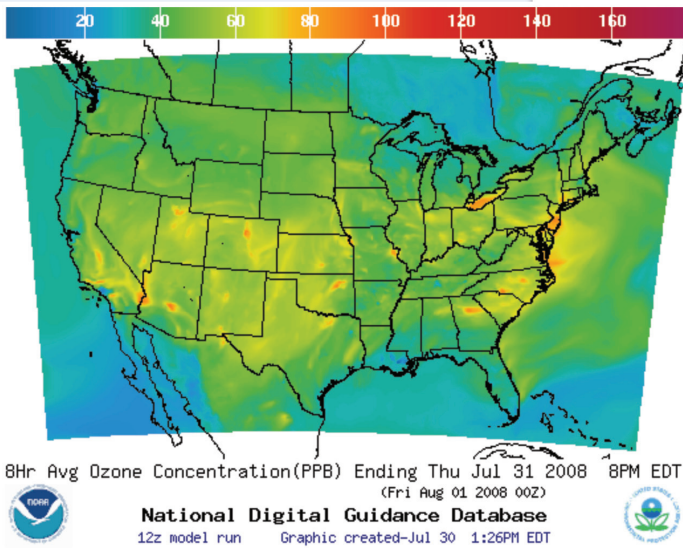 20 40 60 80 100 120 140 160
8Hr Avg Ozone Concentration(PPB) Ending Thu Jul 31 2008 8PM EDT
(Fri Aug 01 2008 00Z)
NOAA
National Digital Guidance Database
12z model run Graphic created-Jul 30 1:26PM EDT